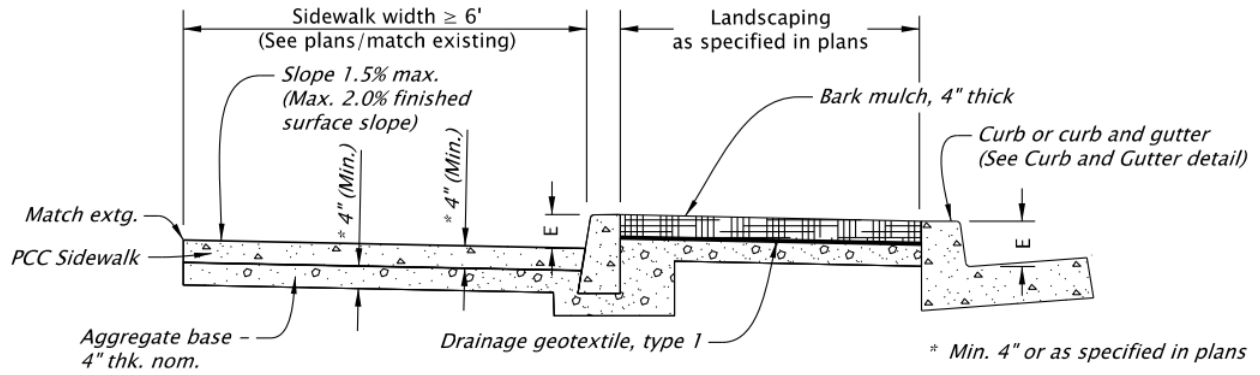 Sidewalk width ≥ 6'
(See plans/match existing)
Landscaping
as specified in plans
Slope 1.5% max.
(Max. 2.0% finished
surface slope)
* 4" (Min.)
* 4" (Min.)
Bark mulch, 4" thick
Curb or curb and gutter
(See Curb and Gutter detail)
Match extg.
E
E
PCC Sidewalk
Aggregate base -
4" thk. nom.
Drainage geotextile, type 1
* Min. 4" or as specified in plans